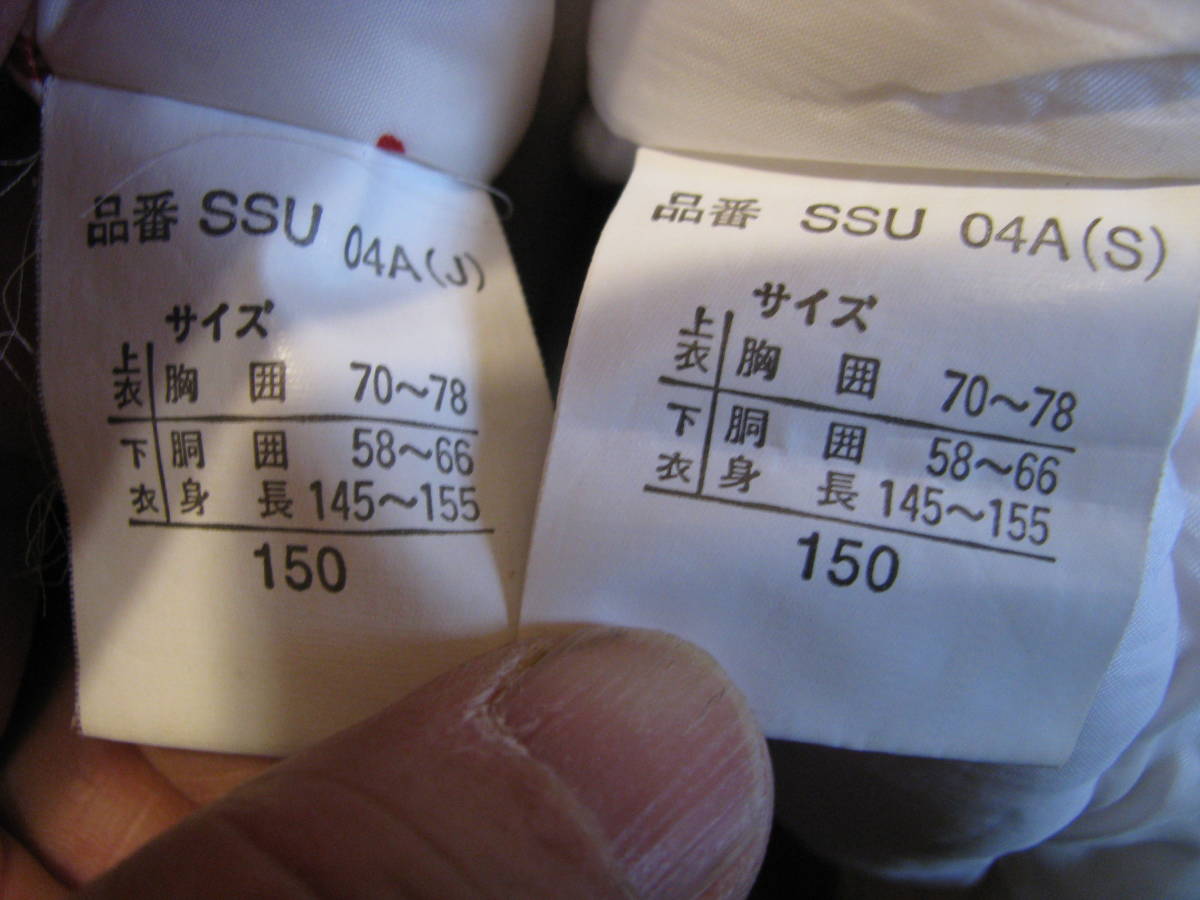 品番 SSU 04A(J)
サイズ
上衣 胸囲 70〜78
下衣 胴囲 58〜66
身長 145〜155
150
品番 SSU 04A(S)
サイズ
上衣 胸囲 70〜78
下衣 胴囲 58〜66
身長 145〜155
150